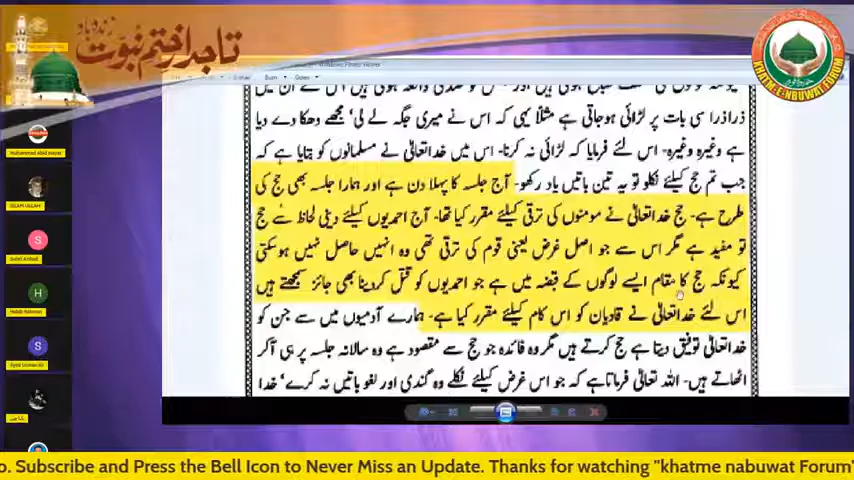 تاجدارِ ختم نبوت
زندہ باد
KHATM-E-NBUWAT FORUM
ذرا ذرا سی بات پر لڑائی ہوجاتی ہے مثلاً یہی کہ اس نے میری جگہ لے لی' مجھے دھکا دے دیا
ہے وغیرہ وغیرہ۔ اس لئے فرمایا کہ لڑائی نہ کرنا۔ اس میں خداتعالیٰ نے مسلمانوں کو بتایا ہے کہ
جب تم حج کیلئے نکلو تو یہ تین باتیں یاد رکھو۔ آج جلسہ کا پہلا دن ہے اور ہمارا جلسہ بھی حج کی
طرح ہے۔ حج خداتعالیٰ نے مومنوں کی ترقی کیلئے مقرر کیا تھا۔ آج احمدیوں کیلئے دینی لحاظ سے حج
تو مفید ہے مگر اس سے جو اصل غرض یعنی قوم کی ترقی تھی وہ انہیں حاصل نہیں ہوسکتی
کیونکہ حج کا مقام ایسے لوگوں کے قبضہ میں ہے جو احمدیوں کو قتل کردینا بھی جائز سمجھتے ہیں
اس لئے خداتعالیٰ نے قادیان کو اس کام کیلئے مقرر کیا ہے۔ ہمارے آدمیوں میں سے جن کو
خداتعالیٰ توفیق دیتا ہے حج کرتے ہیں مگر وہ فائدہ جو حج سے مقصود ہے وہ سالانہ جلسہ پر ہی آکر
اٹھاتے ہیں۔ اللہ تعالیٰ فرماتا ہے کہ جو اس غرض کیلئے نکلے وہ گندی اور لغو باتیں نہ کرے' خدا
ISLAM ULLAH
S
H
Habib Rahman
S
o. Subscribe and Press the Bell Icon to Never Miss an Update. Thanks for watching "khatme nabuwat Forum"